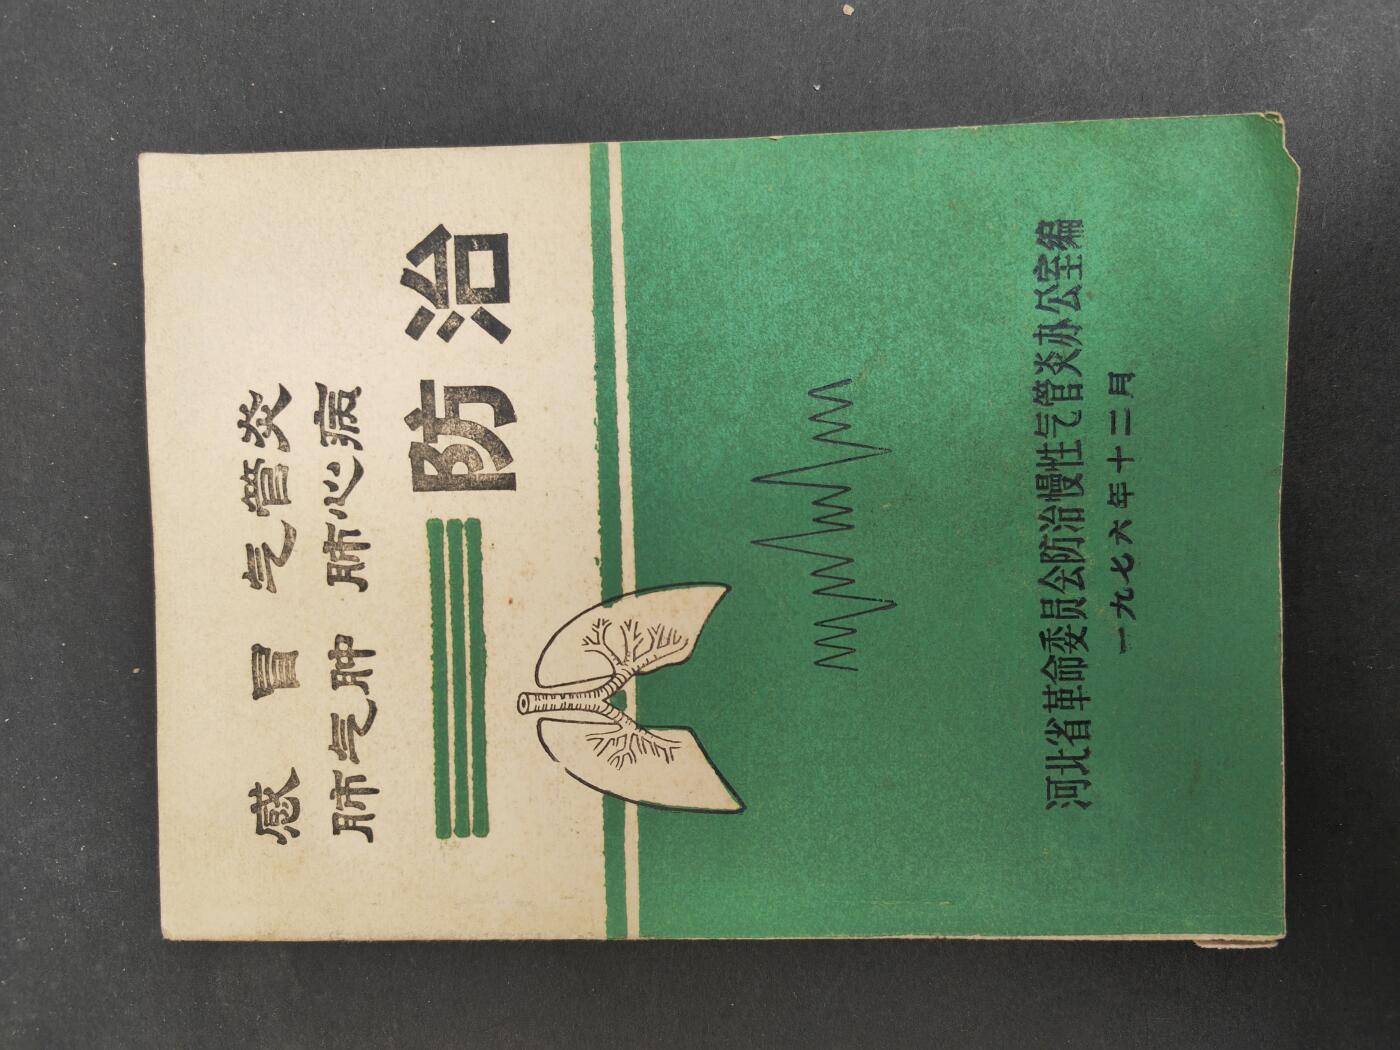 感冒 气管炎
肺气肿 肺心病
防治
河北省革命委员会防治慢性气管炎办公室编
一九七六年十二月